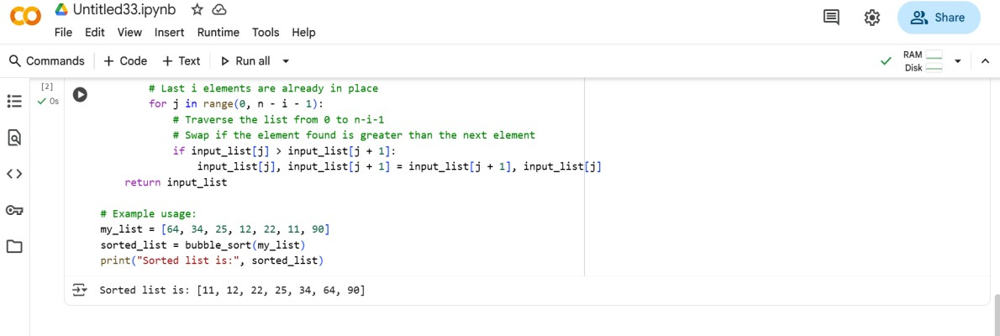 Untitled33.ipynb
File Edit View Insert Runtime Tools Help
Share
Commands + Code + Text Run all
RAM
Disk
[2]
0s
# Last i elements are already in place
for j in range(0, n - i - 1):
# Traverse the list from 0 to n-i-1
# Swap if the element found is greater than the next element
if input_list[j] > input_list[j + 1]:
input_list[j], input_list[j + 1] = input_list[j + 1], input_list[j]
return input_list
# Example usage:
my_list = [64, 34, 25, 12, 22, 11, 90]
sorted_list = bubble_sort(my_list)
print("Sorted list is:", sorted_list)
Sorted list is: [11, 12, 22, 25, 34, 64, 90]